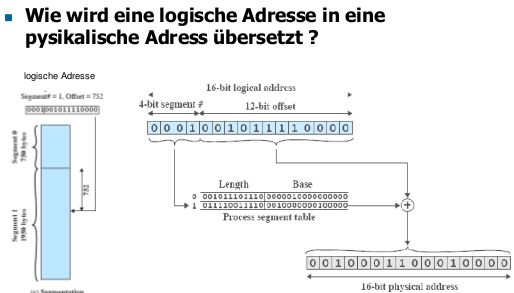 Wie wird eine logische Adresse in eine
pysikalische Adress übersetzt ?
logische Adresse
Segment# = 1, Offset = 752
0001001011110000
Segment 0
750 bytes
Segment 1
1950 bytes
752
(c) Segmentation
16-bit logical address
4-bit segment #
12-bit offset
0 0 0 1 0 0 1 0 1 1 1 1 0 0 0 0
Length Base
0 001011101110 0000010000000000
1 011110011110 0010000000100000
Process segment table
+
0 0 1 0 0 0 1 1 0 0 0 1 0 0 0 0
16-bit physical address